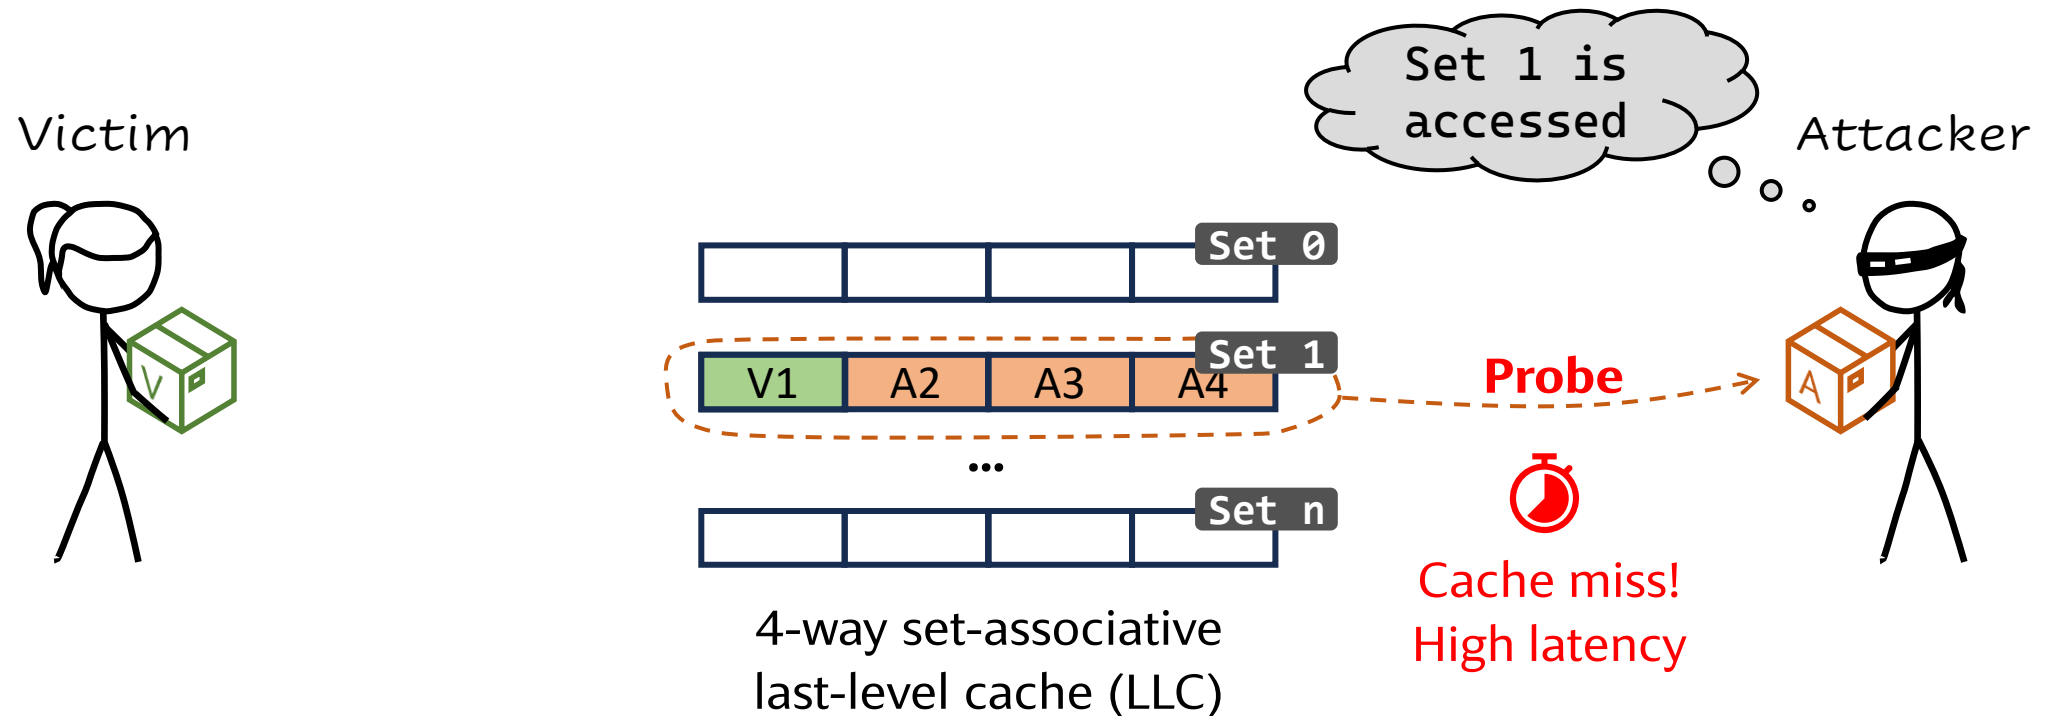 Set 1 is
accessed
Victim
Attacker
Set 0
Set 1
V1 A2 A3 A4
Probe
V
A
...
Set n
Cache miss!
High latency
4-way set-associative
last-level cache (LLC)